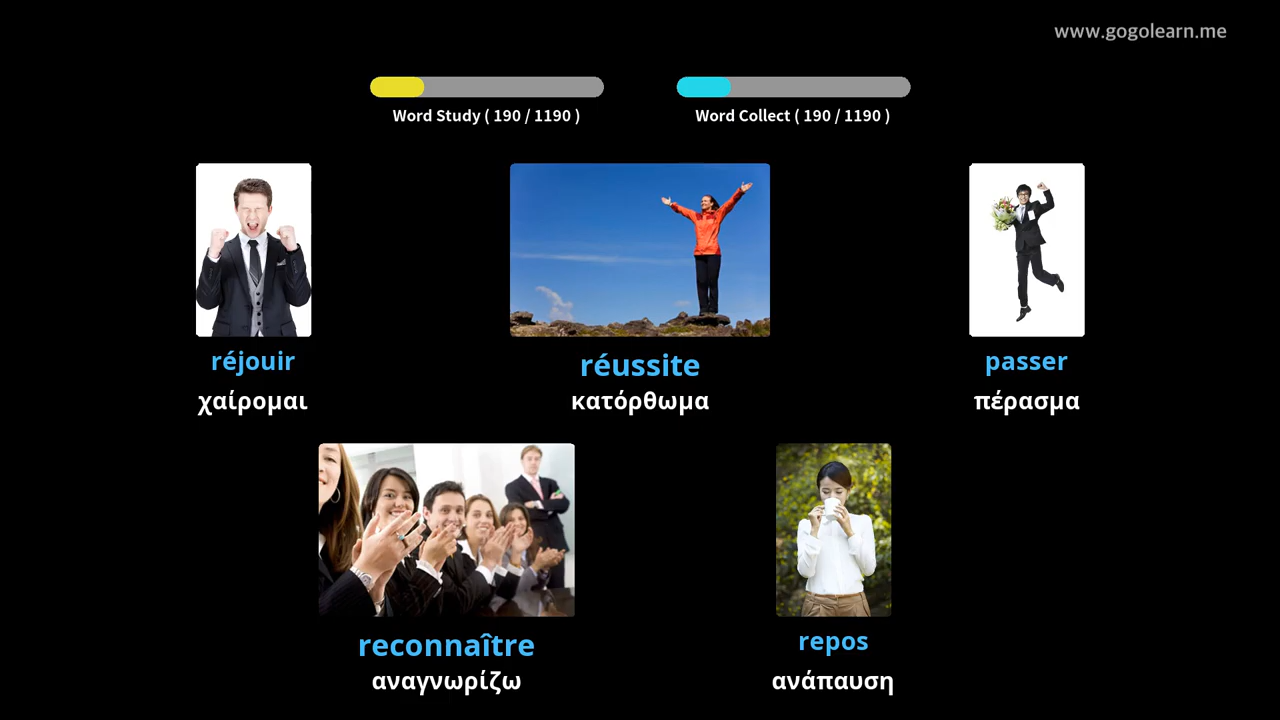 www.gogolearn.me
Word Study ( 190 / 1190 )
Word Collect ( 190 / 1190 )
réjouir
χαίρομαι
réussite
κατόρθωμα
passer
πέρασμα
reconnaître
αναγνωρίζω
repos
ανάπαυση